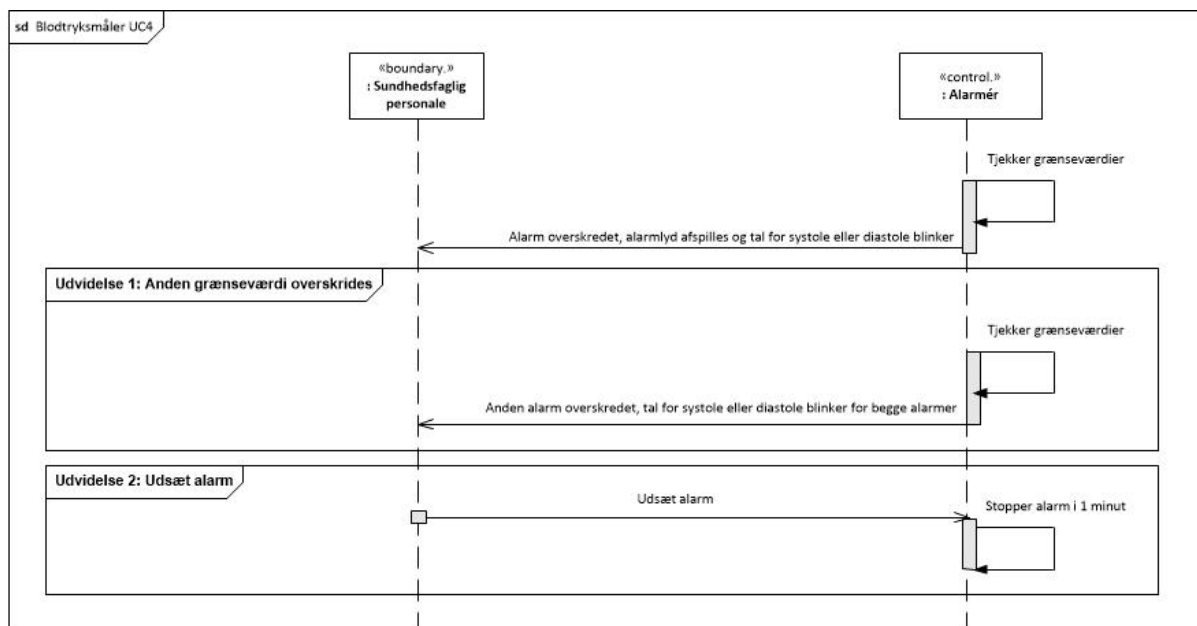 sd Blodtryksmåler UC4
«boundary.»
: Sundhedsfaglig
personale
«control.»
: Alarmér
Tjekker grænseværdier
Alarm overskredet, alarmlyd afspilles og tal for systole eller diastole blinker
Udvidelse 1: Anden grænseværdi overskrides
Tjekker grænseværdier
Anden alarm overskredet, tal for systole eller diastole blinker for begge alarmer
Udvidelse 2: Udsæt alarm
Udsæt alarm
Stopper alarm i 1 minut